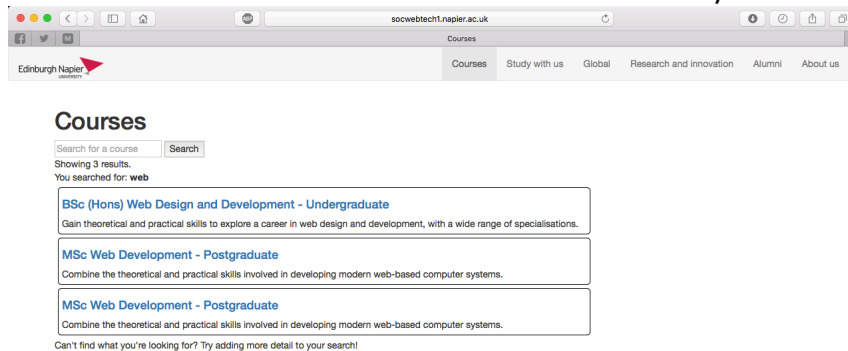 socwebtech1.napier.ac.uk
Courses
Edinburgh Napier
UNIVERSITY
Courses Study with us Global Research and innovation Alumni About us
Courses
Search for a course Search
Showing 3 results.
You searched for: web
BSc (Hons) Web Design and Development - Undergraduate
Gain theoretical and practical skills to explore a career in web design and development, with a wide range of specialisations.
MSc Web Development - Postgraduate
Combine the theoretical and practical skills involved in developing modern web-based computer systems.
MSc Web Development - Postgraduate
Combine the theoretical and practical skills involved in developing modern web-based computer systems.
Can't find what you're looking for? Try adding more detail to your search!